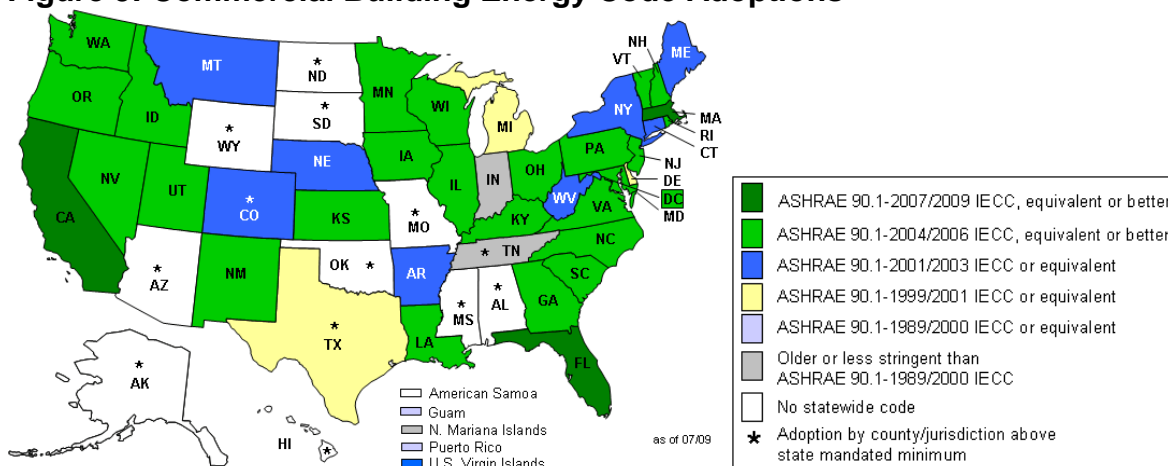 Figure Commercial Building Energy Code Adoptions
WA
MT
ND
MN
VT
NH
ME
OR
ID
SD
WI
MI
NY
MA
RI
CT
WY
NE
IA
PA
NJ
DE
DC
MD
NV
UT
CO
KS
MO
IL
IN
OH
WV
VA
KY
CA
AZ
NM
OK
AR
TN
NC
SC
TX
LA
MS
AL
GA
FL
AK
HI
American Samoa
Guam
N. Mariana Islands
Puerto Rico
U.S. Virgin Islands
as of 07/09
ASHRAE 90.1-2007/2009 IECC, equivalent or better
ASHRAE 90.1-2004/2006 IECC, equivalent or better
ASHRAE 90.1-2001/2003 IECC or equivalent
ASHRAE 90.1-1999/2001 IECC or equivalent
ASHRAE 90.1-1989/2000 IECC or equivalent
Older or less stringent than
ASHRAE 90.1-1989/2000 IECC
No statewide code
* Adoption by county/jurisdiction above
state mandated minimum